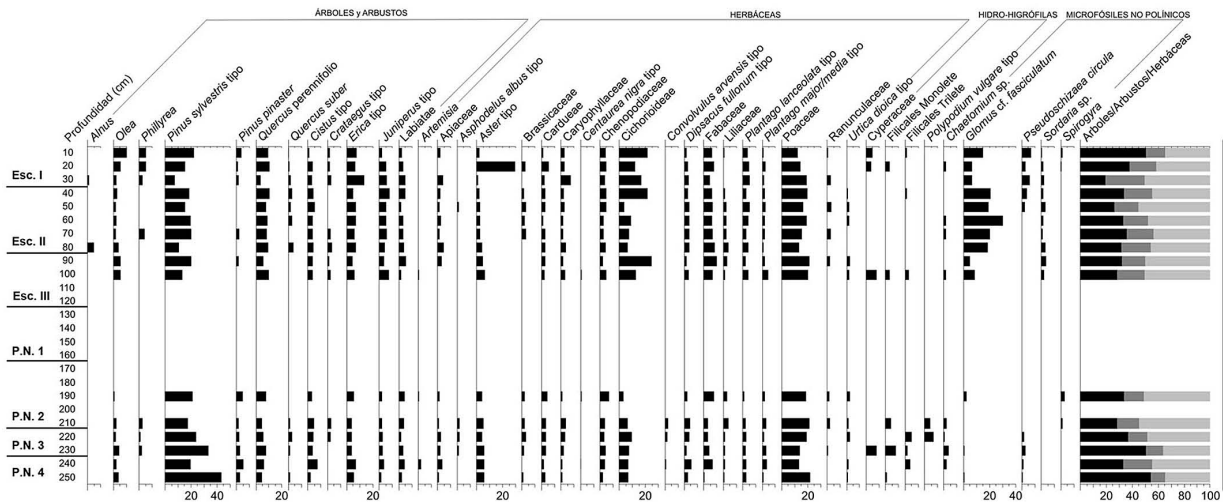 ÁRBOLES y ARBUSTOS
HERBÁCEAS
HIDRO-HIGRÓFILAS
MICROFÓSILES NO POLÍNICOS
Profundidad (cm)
Alnus
Olea
Phillyrea
Pinus sylvestris tipo
Pinus pinaster
Quercus perennifolio
Quercus suber
Cistus tipo
Crataegus tipo
Erica tipo
Juniperus tipo
Labiatae
Artemisia
Apiaceae
Asphodelus albus tipo
Aster tipo
Brassicaceae
Cardueae
Caryophyllaceae
Centaurea nigra tipo
Chenopodiaceae
Cichorioideae
Convolvulus arvensis tipo
Dipsacus fullonum tipo
Fabaceae
Liliaceae
Plantago lanceolata tipo
Plantago major/media tipo
Poaceae
Ranunculaceae
Urtica dioica tipo
Cyperaceae
Filicales Monolete
Filicales Trilete
Polypodium vulgare tipo
Chaetomium sp.
Glomus cf. fasciculatum
Pseudoschizaea circula
Sordaria sp.
Spirogyra
Árboles/Arbustos/Herbáceas
10
20
Esc. I
30
40
50
60
Esc. II
70
80
90
100
110
Esc. III
120
130
140
P.N. 1
150
160
170
180
190
200
P.N. 2
210
220
P.N. 3
230
240
P.N. 4
250
20 40 20 20 20 20 20 20 40 20 40 60 80 100